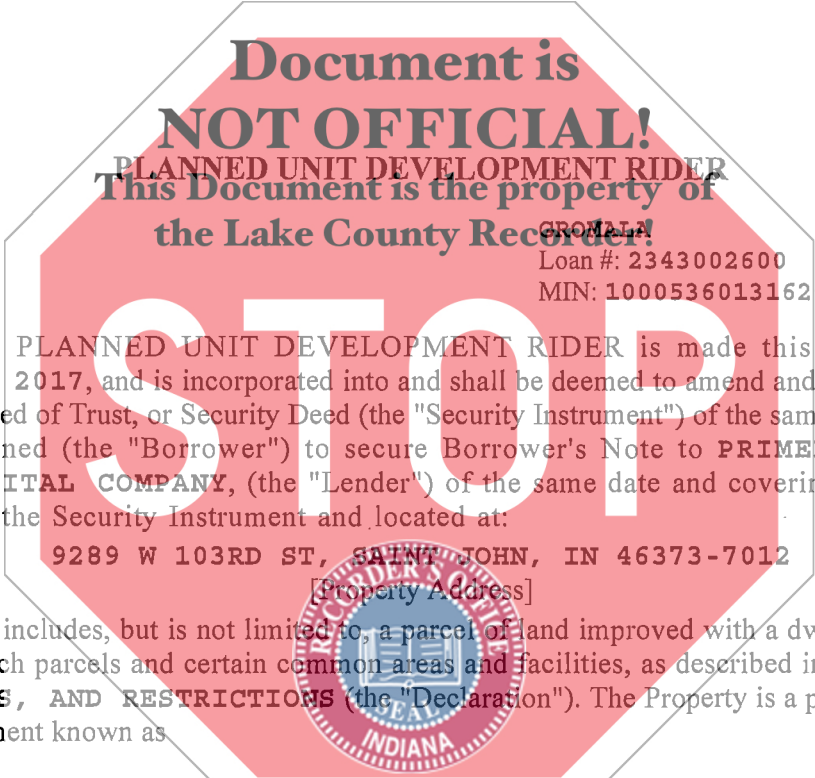 Document is
NOT OFFICIAL!
PLANNED UNIT DEVELOPMENT RIDER
This Document is the property of
the Lake County Recorder!
GROMALA
Loan #: 2343002600
MIN: 1000536013162
PLANNED UNIT DEVELOPMENT RIDER is made this
2017, and is incorporated into and shall be deemed to amend and
ed of Trust, or Security Deed (the "Security Instrument") of the sam
ned (the "Borrower") to secure Borrower's Note to PRIME
ITAL COMPANY, (the "Lender") of the same date and coverin
the Security Instrument and located at:
STOP
9289 W 103RD ST, SAINT JOHN, IN 46373-7012
[Property Address]
includes, but is not limited to, a parcel of land improved with a dw
ch parcels and certain common areas and facilities, as described in
S, AND RESTRICTIONS (the "Declaration"). The Property is a p
ent known as
RECORDER'S OFFICE
SEAL
INDIANA